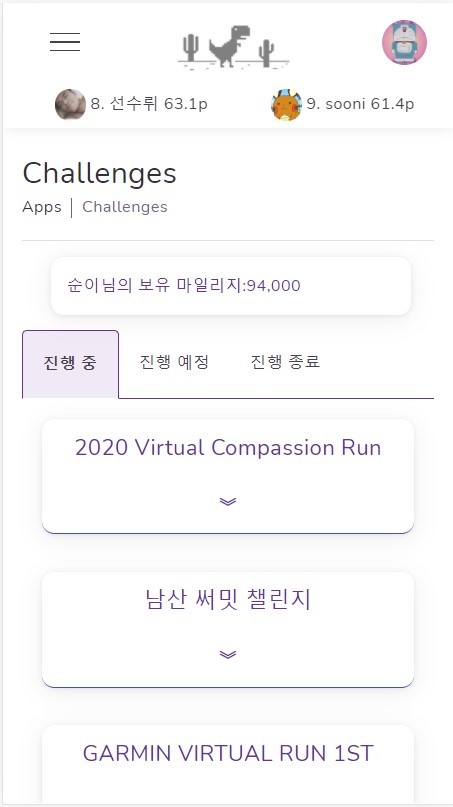 8. 선수뤼 63.1p 9. sooni 61.4p
Challenges
Apps | Challenges
순이님의 보유 마일리지:94,000
진행 중 진행 예정 진행 종료
2020 Virtual Compassion Run
남산 써밋 챌린지
GARMIN VIRTUAL RUN 1ST